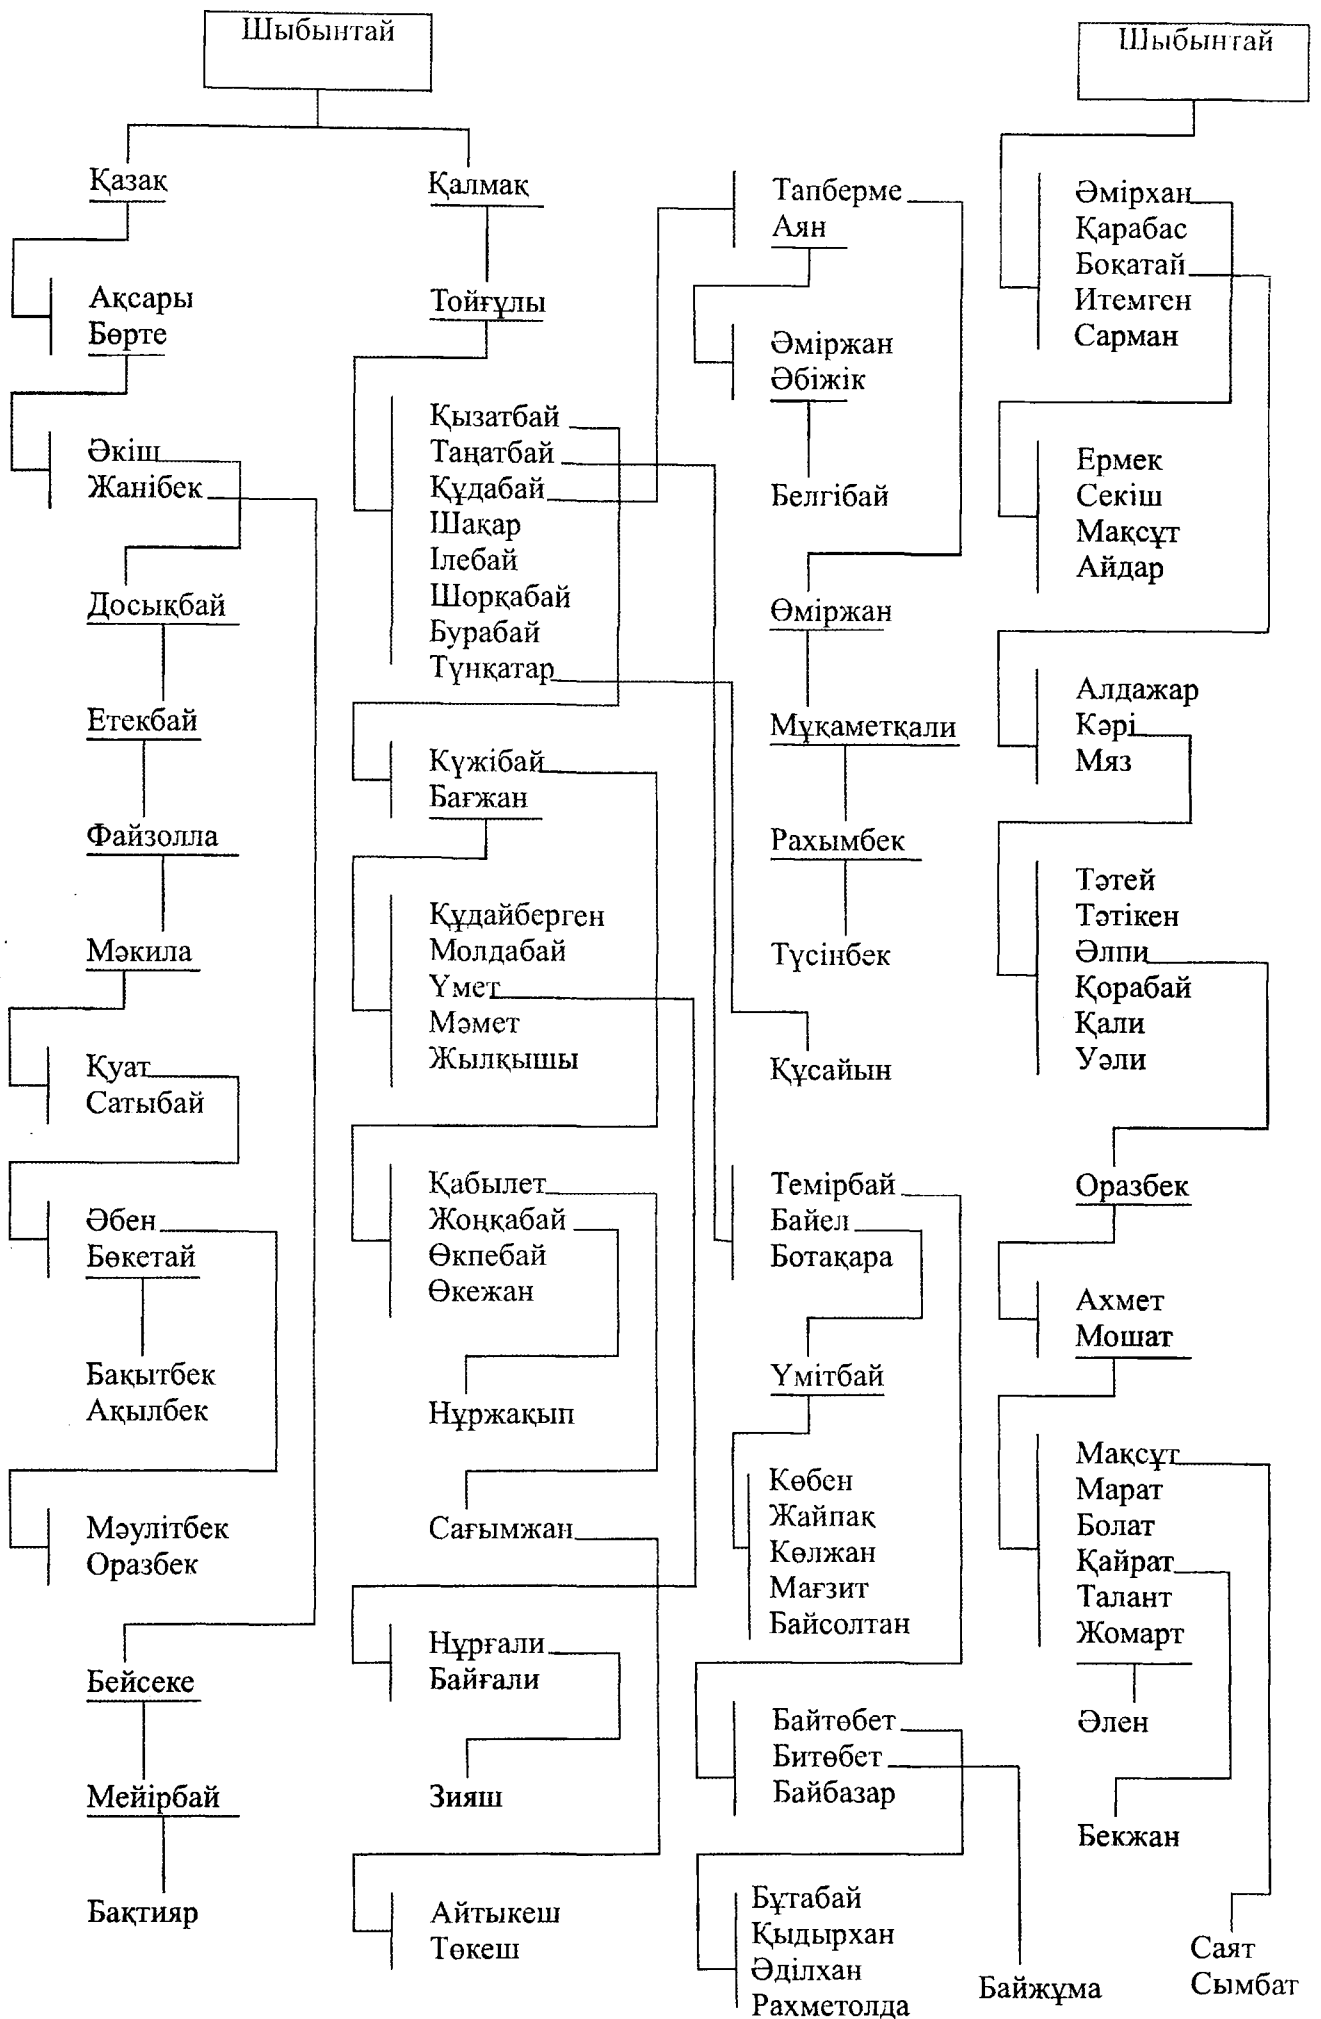 Шыбынтай
Қазақ
Ақсары
Бөрте
Әкіш
Жанібек
Досықбай
Етекбай
Файзолла
Мәкила
Қуат
Сатыбай
Әбен
Бөкетай
Бақытбек
Ақылбек
Мәулітбек
Оразбек
Бейсеке
Мейірбай
Бақтияр
Қалмақ
Тойғұлы
Қызатбай
Таңатбай
Құдабай
Шақар
Ілебай
Шорқабай
Бурабай
Түнқатар
Күжібай
Бағжан
Құдайберген
Молдабай
Үмет
Мәмет
Жылқышы
Қабылет
Жоңқабай
Өкпебай
Өкежан
Нұржақып
Сағымжан
Нұрғали
Байғали
Зияш
Айтыкеш
Төкеш
Тапберме
Аян
Әміржан
Әбіжік
Белгібай
Өміржан
Мұқаметқали
Рахымбек
Түсінбек
Құсайын
Темірбай
Байел
Ботақара
Үмітбай
Көбен
Жайпақ
Көлжан
Мағзит
Байсолтан
Байтөбет
Битөбет
Байбазар
Бұтабай
Қыдырхан
Әділхан
Рахметолда
Байжұма
Шыбынтай
Әмірхан
Қарабас
Боқатай
Итемген
Сарман
Ермек
Секіш
Мақсұт
Айдар
Алдажар
Кәрі
Мяз
Тәтей
Тәтікен
Әлпи
Қорабай
Қали
Уәли
Оразбек
Ахмет
Мошат
Мақсұт
Марат
Болат
Қайрат
Талант
Жомарт
Әлен
Бекжан
Саят
Сымбат